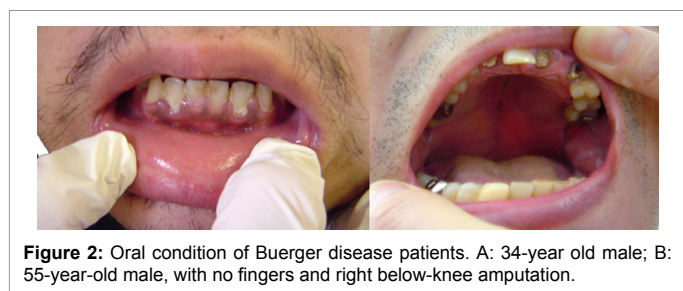 Figure 2: Oral condition of Buerger disease patients. A: 34-year old male; B:
55-year-old male, with no fingers and right below-knee amputation.